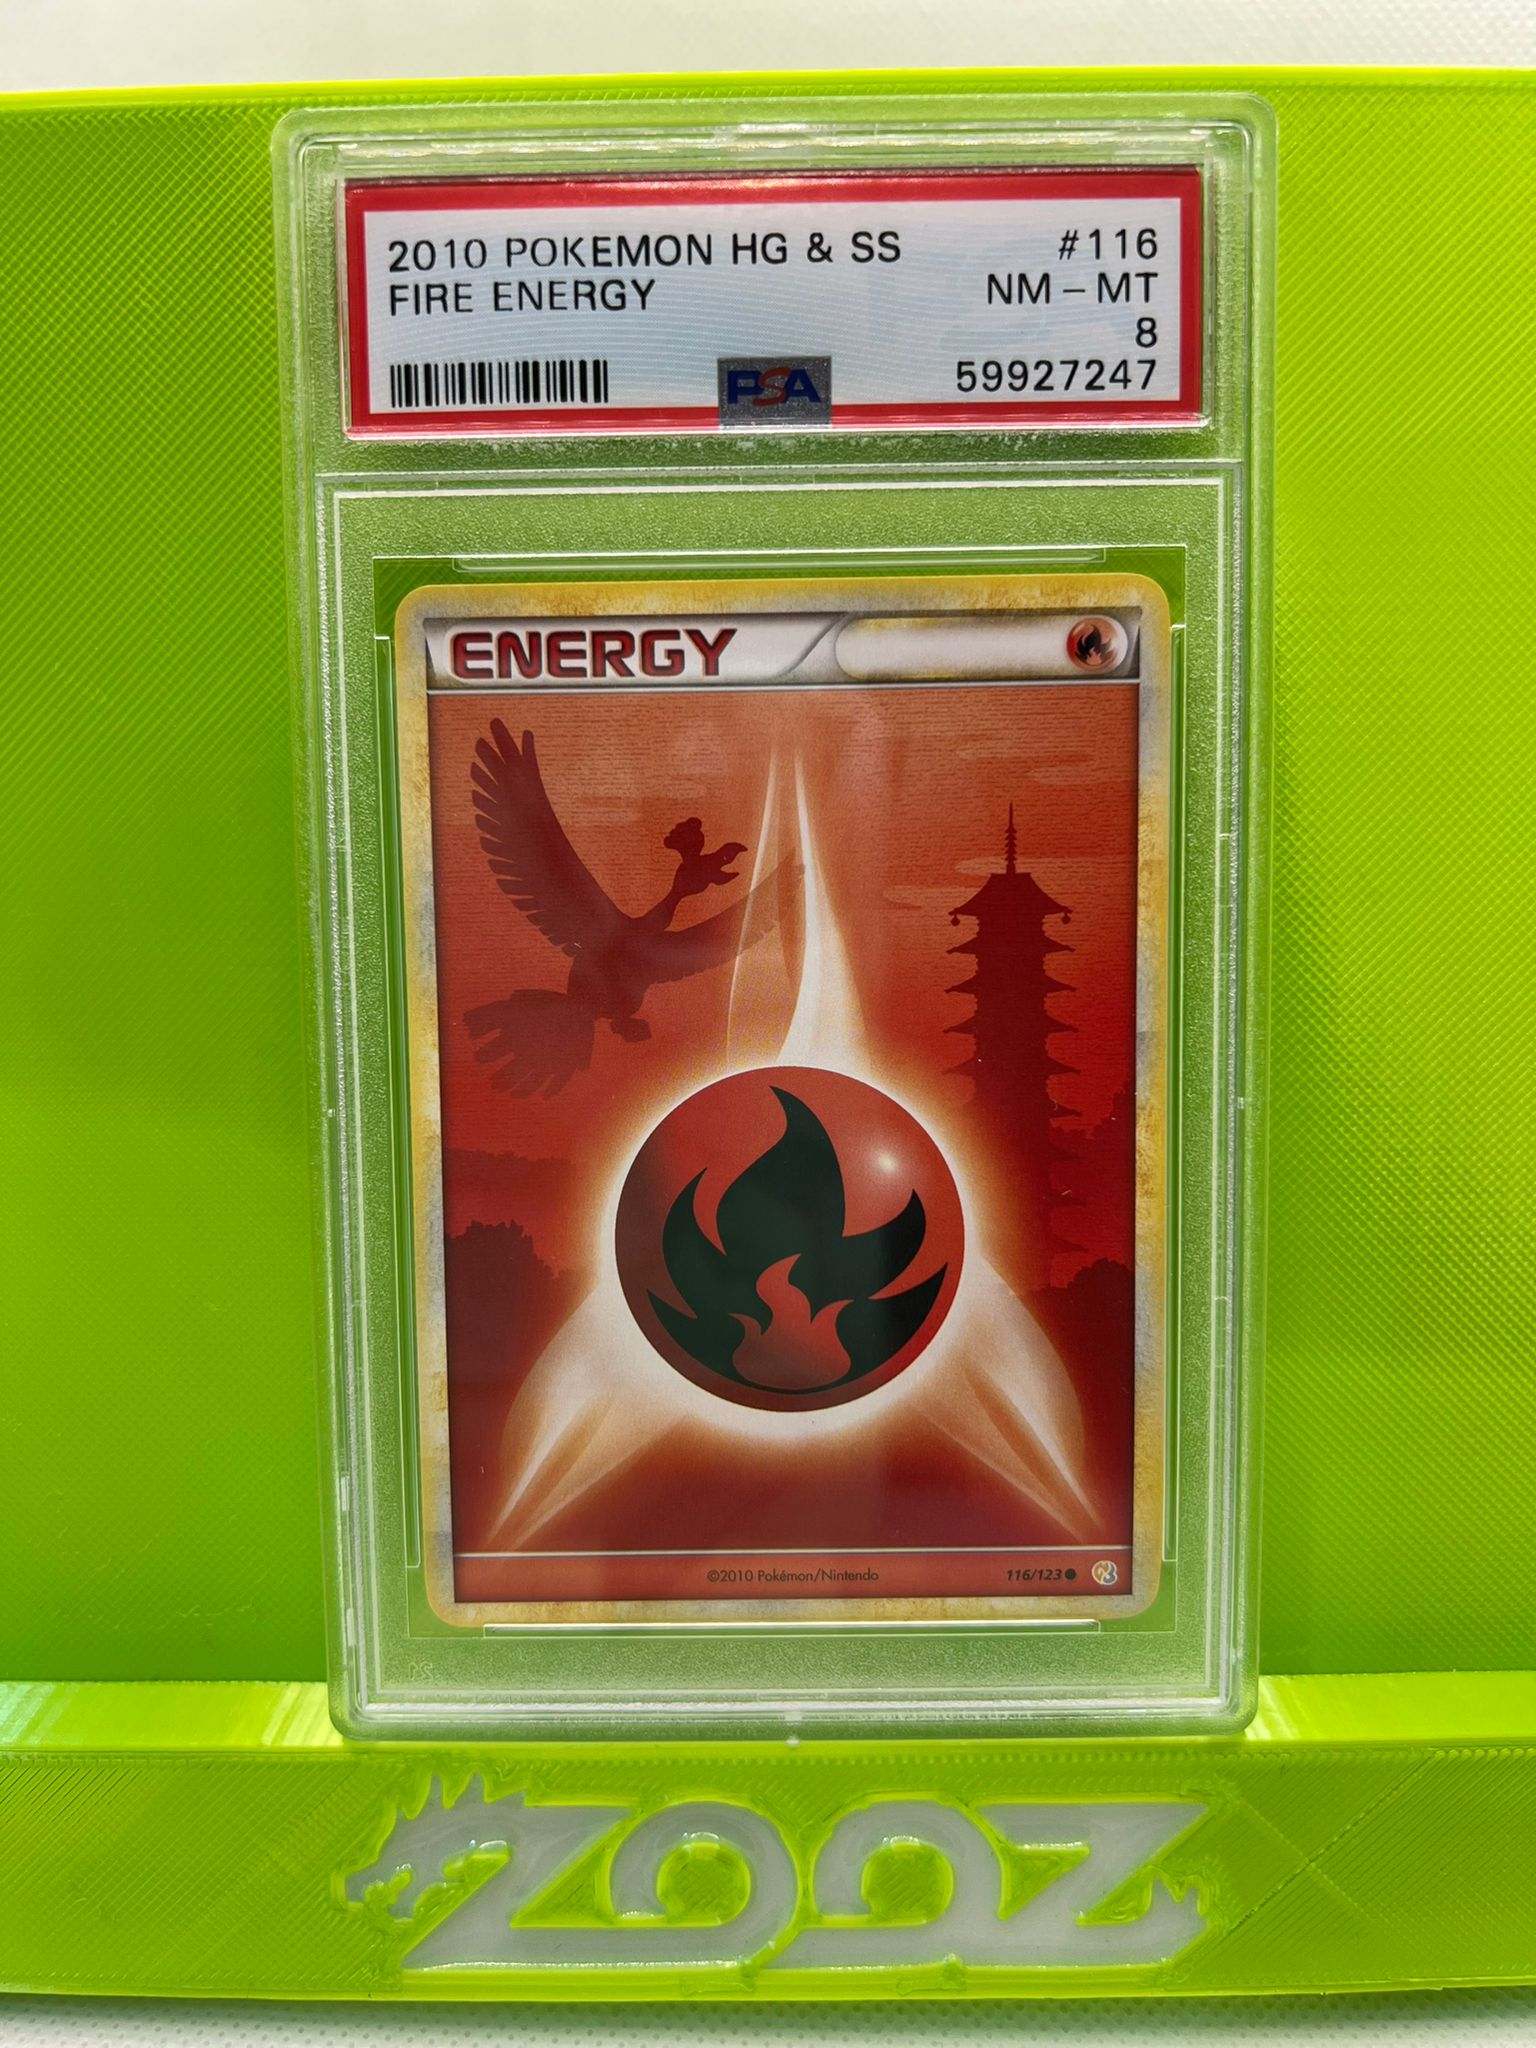 2010 POKEMON HG & SS #116
FIRE ENERGY NM - MT
8
PSA 59927247
ENERGY
©2010 Pokémon/Nintendo 116/123
ZOOZ